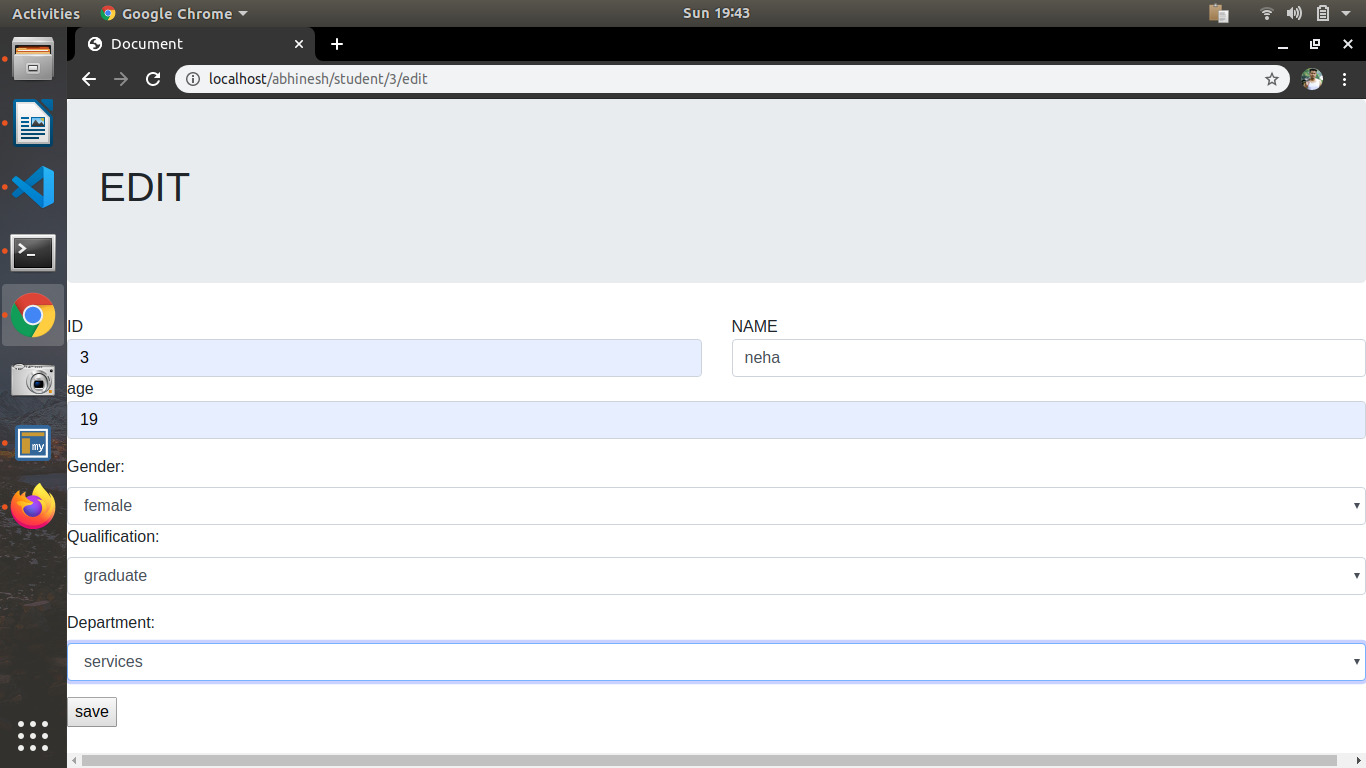 Activities Google Chrome Sun 19:43
Document
localhost/abhinesh/student/3/edit
EDIT
ID NAME
3 neha
age
19
Gender:
female
Qualification:
graduate
Department:
services
save
my